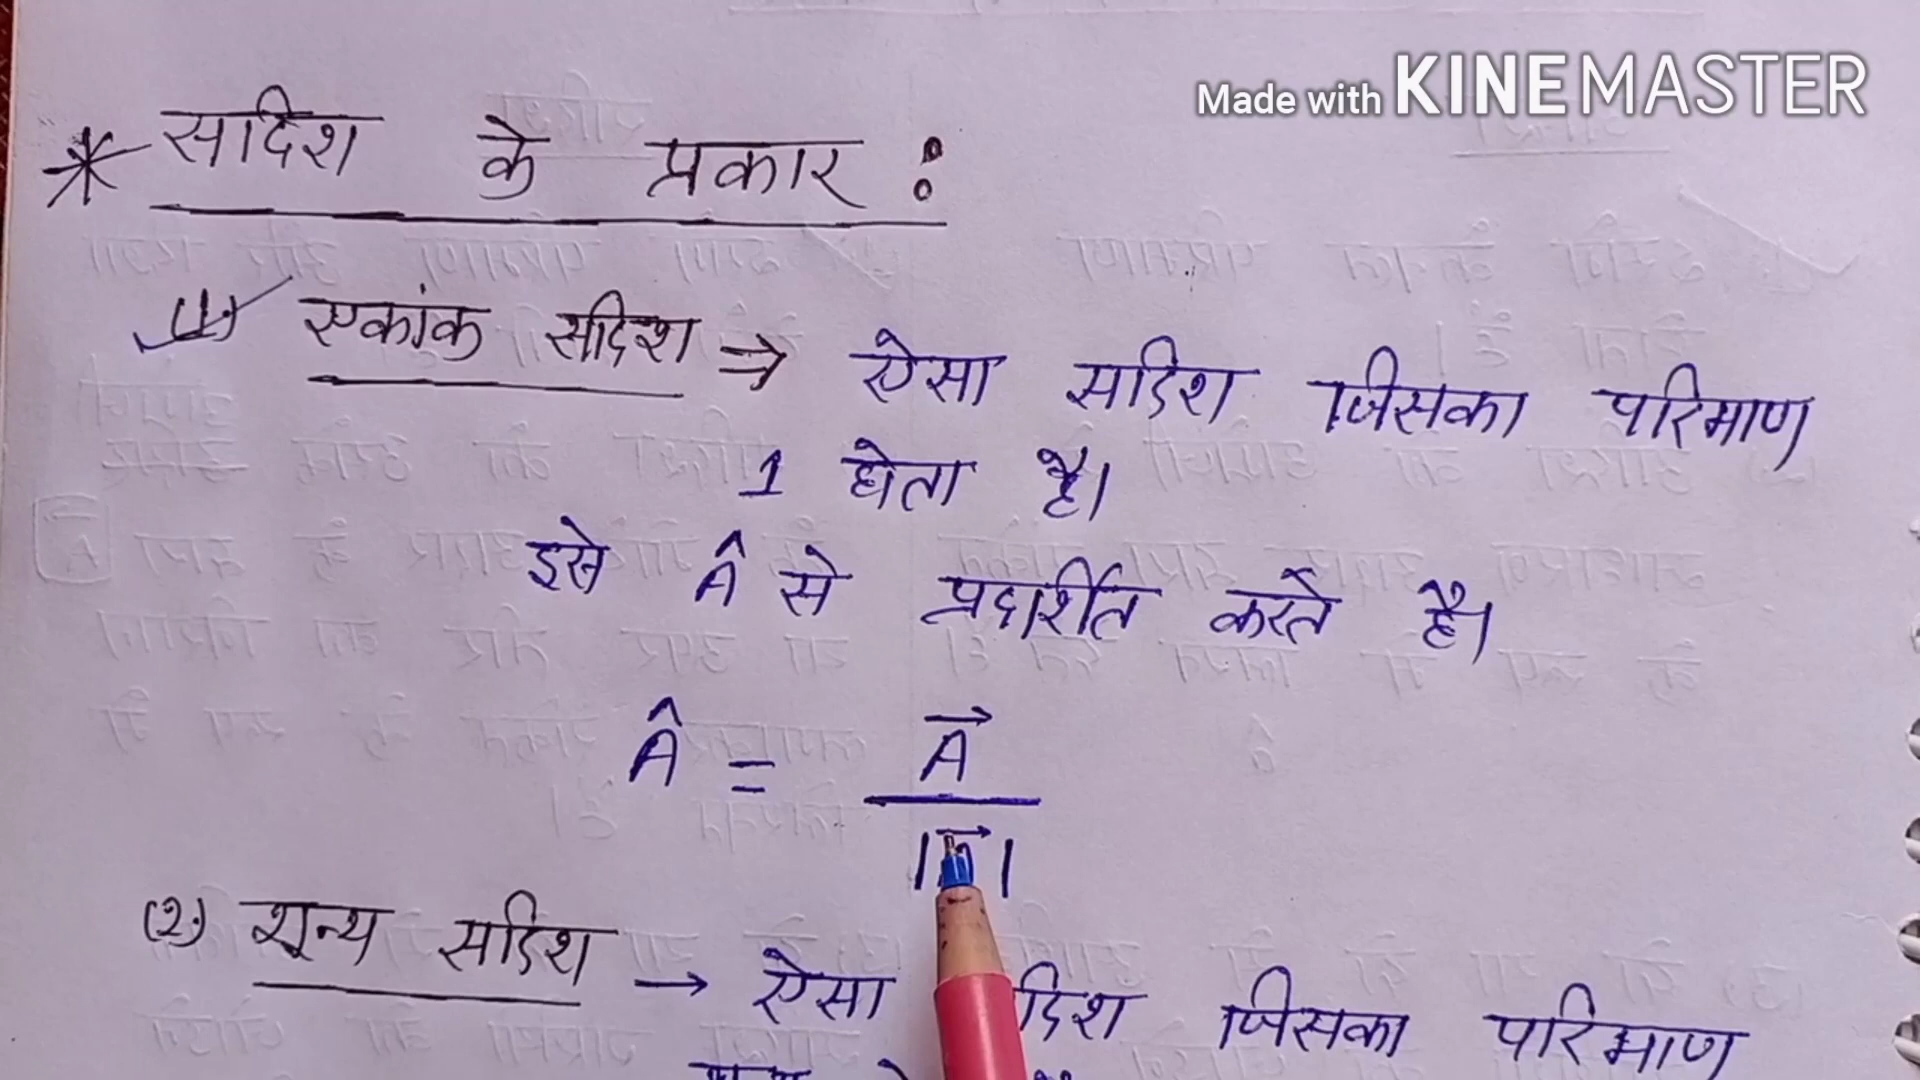 Made with KINEMASTER
* सदिश के प्रकार :
(1) एकांक सदिश ⇒ ऐसा सदिश जिसका परिमाण
1 होता है।
इसे Â से प्रदर्शित करते है।
Â = A⃗
| |
(2) शून्य सदिश → ऐसा सदिश जिसका परिमाण